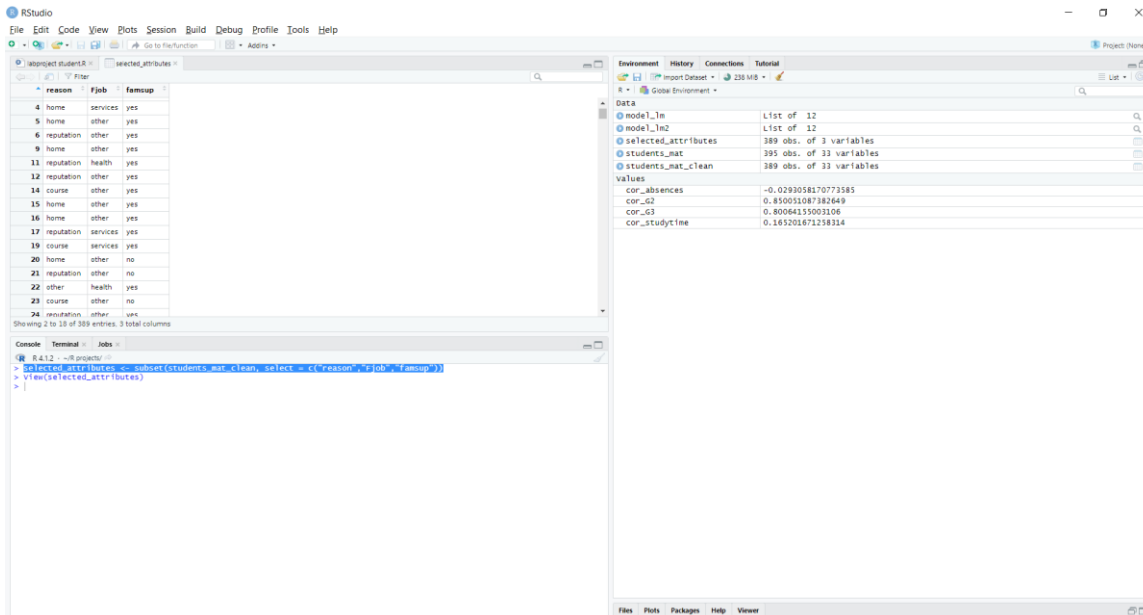 RStudio
File Edit Code View Plots Session Build Debug Profile Tools Help
Go to file/function Addins Project: (None
labproject student.R selected_attributes
Filter
reason Fjob famsup
4 home services yes
5 home other yes
6 reputation other yes
9 home other yes
11 reputation health yes
12 reputation other yes
14 course other yes
15 home other yes
16 home other yes
17 reputation services yes
19 course services yes
20 home other no
21 reputation other no
22 other health yes
23 course other no
24 reputation other yes
Showing 2 to 18 of 389 entries, 3 total columns
Console Terminal Jobs
R 4.1.2 · ~/R projects/
> selected_attributes <- subset(students_mat_clean, select = c("reason","Fjob","famsup"))
> View(selected_attributes)
>
Environment History Connections Tutorial
Import Dataset 238 MiB List
R Global Environment
Data
model_lm List of 12
model_lm2 List of 12
selected_attributes 389 obs. of 3 variables
students_mat 395 obs. of 33 variables
students_mat_clean 389 obs. of 33 variables
Values
cor_absences -0.0293058170773585
cor_G2 0.850051087382649
cor_G3 0.80064155003106
cor_studytime 0.165201671258314
Files Plots Packages Help Viewer